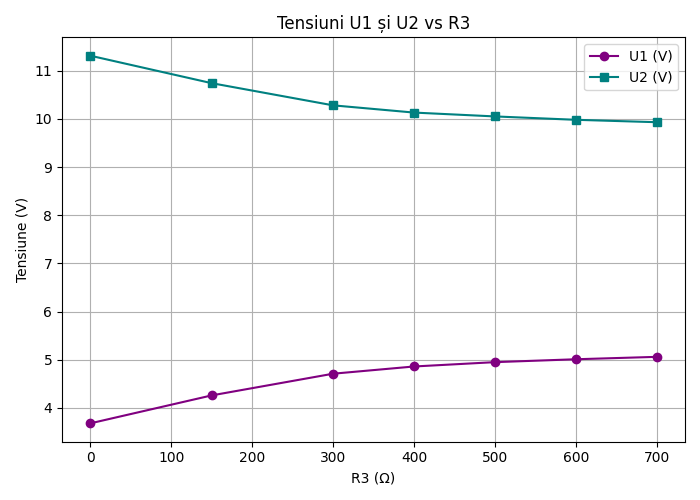 Tensiuni U1 și U2 vs R3
U1 (V)
U2 (V)
Tensiune (V)
11
10
9
8
7
6
5
4
0 100 200 300 400 500 600 700
R3 (Ω)